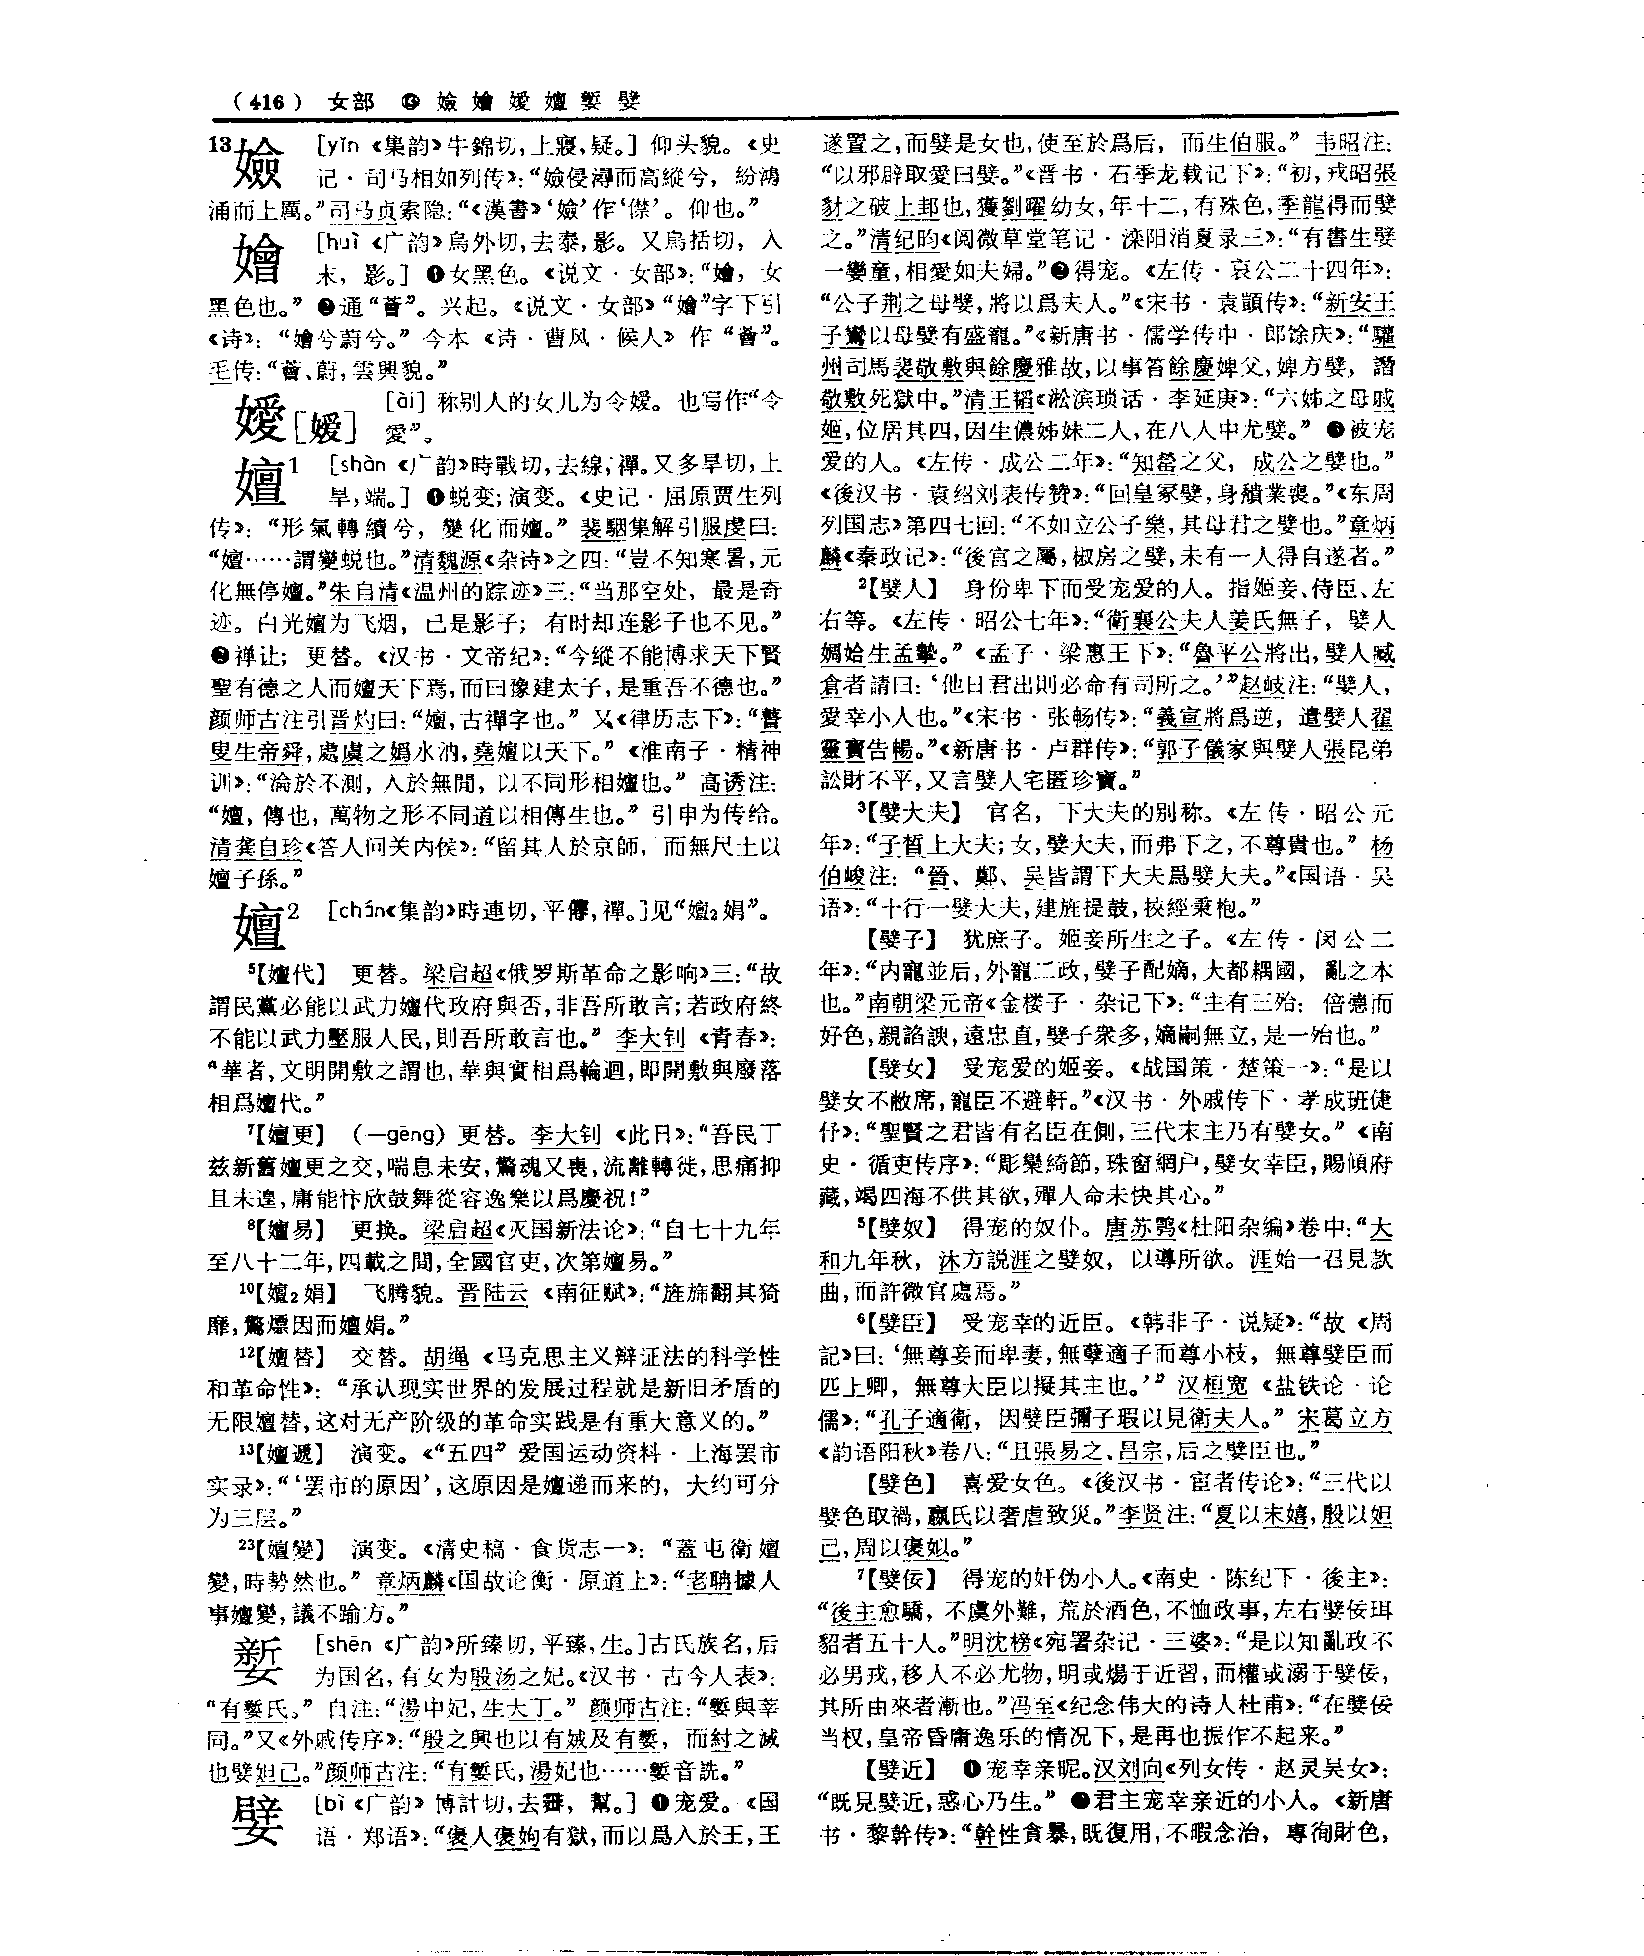 （416） 女部 ⓭ 嬐 嬒 嬡 嬗 嫯 嬖
13嬐 [yǐn《集韵》牛錦切，上寑，疑。] 仰头貌。《史
记·司马相如列传》：“嬐侵潯而高縱兮， 紛鴻
涌而上厲。”司马贞索隐：“《漢書》‘嬐’作‘傑’。仰也。”
嬒 [huì《广韵》烏外切，去泰，影。又烏括切， 入
末， 影。] ❶女黑色。《说文·女部》：“嬒， 女
黑色也。” ❷通“薈”。兴起。《说文·女部》“嬒”字下引
《诗》： “嬒兮蔚兮。” 今本《诗·曹风·候人》作“薈”。
毛传：“薈、蔚，雲興貌。”
嬡[嫒] [ài] 称别人的女儿为令嫒。也写作“令
愛”。
嬗1 [shàn《广韵》時戰切，去線，禪。又多旱切，上
旱，端。] ❶蜕变；演变。《史记·屈原贾生列
传》： “形氣轉續兮， 變化而嬗。” 裴駰集解引服虔曰：
“嬗……謂變蜕也。”清魏源《杂诗》之四：“豈不知寒暑，元
化無停嬗。”朱自清《温州的踪迹》三：“当那空处， 最是奇
迹。白光嬗为飞烟， 已是影子； 有时却连影子也不见。”
❷禅让； 更替。《汉书·文帝纪》：“今縱不能博求天下賢
聖有德之人而嬗天下焉，而曰豫建太子，是重吾不德也。”
颜师古注引晋灼曰：“嬗，古禪字也。” 又《律历志下》：“瞽
叟生帝舜，處虞之嬀水汭，堯嬗以天下。”《淮南子·精神
训》：“淪於不測， 入於無間， 以不同形相嬗也。” 高诱注：
“嬗，傳也，萬物之形不同道以相傳生也。” 引申为传给。
清龚自珍《答人问关内侯》：“留其人於京師， 而無尺土以
嬗子孫。”
嬗2 [chán《集韵》時連切，平僊，禪。]见“嬗₂娟”。
⁵【嬗代】 更替。梁启超《俄罗斯革命之影响》三：“故
謂民黨必能以武力嬗代政府與否，非吾所敢言；若政府終
不能以武力壓服人民，則吾所敢言也。” 李大钊《青春》：
“華者，文明開敷之謂也，華與實相爲輪迴，即開敷與廢落
相爲嬗代。”
⁷【嬗更】 （—gēng）更替。李大钊《此日》：“吾民丁
兹新舊嬗更之交，喘息未安，驚魂又喪，流離轉徙，思痛抑
且未遑，庸能忭欣鼓舞從容逸樂以爲慶祝！”
⁸【嬗易】 更换。梁启超《灭国新法论》：“自七十九年
至八十二年，四載之間，全國官吏，次第嬗易。”
¹⁰【嬗₂娟】 飞腾貌。晋陆云《南征赋》：“旌旆翻其猗
靡，驚熛因而嬗娟。”
¹²【嬗替】 交替。胡绳《马克思主义辩证法的科学性
和革命性》： “承认现实世界的发展过程就是新旧矛盾的
无限嬗替，这对无产阶级的革命实践是有重大意义的。”
¹³【嬗遞】 演变。《“五四”爱国运动资料·上海罢市
实录》：“‘罢市的原因’，这原因是嬗递而来的， 大约可分
为三层。”
²³【嬗變】 演变。《清史稿·食货志一》： “蓋屯衛嬗
變，時勢然也。” 章炳麟《国故论衡·原道上》：“老聃據人
事嬗變，議不踰方。”
嫯 [shēn《广韵》所臻切，平臻，生。]古氏族名，后
为国名，有女为殷汤之妃。《汉书·古今人表》：
“有㜪氏。” 自注：“湯中妃，生大丁。” 颜师古注：“㜪與莘
同。”又《外戚传序》：“殷之興也以有娀及有㜪， 而紂之滅
也嬖妲己。”颜师古注：“有㜪氏，湯妃也……㜪音詵。”
嬖 [bì《广韵》博計切，去霽， 幫。] ❶宠爱。《国
语·郑语》：“褒人褒姁有獄，而以爲入於王，王
遂置之，而嬖是女也，使至於爲后， 而生伯服。” 韦昭注：
“以邪辟取愛曰嬖。”《晋书·石季龙载记下》：“初，戎昭張
豺之破上邽也，獲劉曜幼女，年十二，有殊色，季龍得而嬖
之。”清纪昀《阅微草堂笔记·滦阳消夏录三》：“有書生嬖
一孌童，相愛如夫婦。”❷得宠。《左传·哀公二十四年》：
“公子荆之母嬖，將以爲夫人。”《宋书·袁顗传》：“新安王
子鸞以母嬖有盛寵。”《新唐书·儒学传中·郎馀庆》：“驩
州司馬裴敬敷與餘慶雅故，以事笞餘慶婢父，婢方嬖， 譖
敬敷死獄中。”清王韬《淞滨琐话·李延庚》：“六姊之母戚
姬，位居其四，因生儂姊妹二人，在八人中尤嬖。” ❸被宠
爱的人。《左传·成公二年》：“知罃之父， 成公之嬖也。”
《後汉书·袁绍刘表传赞》：“回皇冢嬖，身穨業喪。”《东周
列国志》第四七回：“不如立公子樂，其母君之嬖也。”章炳
麟《秦政记》：“後宫之屬，椒房之嬖，未有一人得自遂者。”
²【嬖人】 身份卑下而受宠爱的人。指姬妾、侍臣、左
右等。《左传·昭公七年》：“衛襄公夫人姜氏無子， 嬖人
婤姶生孟縶。”《孟子·梁惠王下》：“魯平公將出，嬖人臧
倉者請曰：‘他日君出則必命有司所之。’”赵岐注：“嬖人，
愛幸小人也。”《宋书·张畅传》：“義宣將爲逆， 遣嬖人翟
靈寶告暢。”《新唐书·卢群传》：“郭子儀家與嬖人張昆弟
訟財不平，又言嬖人宅匿珍寶。”
³【嬖大夫】 官名， 下大夫的别称。《左传·昭公元
年》：“子晳上大夫；女，嬖大夫，而弗下之，不尊貴也。” 杨
伯峻注： “晉、鄭、吴皆謂下大夫爲嬖大夫。”《国语·吴
语》：“十行一嬖大夫，建旌提鼓，挾經秉枹。”
【嬖子】 犹庶子。姬妾所生之子。《左传·闵公二
年》：“内寵並后，外寵二政，嬖子配嫡，大都耦國， 亂之本
也。”南朝梁元帝《金楼子·杂记下》：“主有三殆： 倍德而
好色，親諂諛，遠忠直，嬖子衆多，嫡嗣無立，是一殆也。”
【嬖女】 受宠爱的姬妾。《战国策·楚策一》：“是以
嬖女不敝席，寵臣不避軒。”《汉书·外戚传下·孝成班倢
伃》：“聖賢之君皆有名臣在側，三代末主乃有嬖女。”《南
史·循吏传序》：“彫欒綺節，珠窗網户，嬖女幸臣，賜傾府
藏，竭四海不供其欲，殫人命未快其心。”
⁵【嬖奴】 得宠的奴仆。唐苏鹗《杜阳杂编》卷中：“大
和九年秋， 沐方説涯之嬖奴， 以導所欲。涯始一召見款
曲，而許微官處焉。”
⁶【嬖臣】 受宠幸的近臣。《韩非子·说疑》：“故《周
記》曰：‘無尊妾而卑妻，無孽適子而尊小枝， 無尊嬖臣而
匹上卿， 無尊大臣以擬其主也。’” 汉桓宽《盐铁论·论
儒》：“孔子適衛， 因嬖臣彌子瑕以見衛夫人。” 宋葛立方
《韵语阳秋》卷八：“且張易之、昌宗，后之嬖臣也。”
【嬖色】 喜爱女色。《後汉书·宦者传论》：“三代以
嬖色取禍，嬴氏以奢虐致災。”李贤注：“夏以末嬉，殷以妲
己，周以褒姒。”
⁷【嬖佞】 得宠的奸伪小人。《南史·陈纪下·後主》：
“後主愈驕， 不虞外難， 荒於酒色，不恤政事，左右嬖佞珥
貂者五十人。”明沈榜《宛署杂记·三婆》：“是以知亂政不
必男戎，移人不必尤物，明或煬于近習，而權或溺于嬖佞，
其所由來者漸也。”冯至《纪念伟大的诗人杜甫》：“在嬖佞
当权，皇帝昏庸逸乐的情况下，是再也振作不起来。”
【嬖近】 ❶宠幸亲昵。汉刘向《列女传·赵灵吴女》：
“既見嬖近，惑心乃生。” ❷君主宠幸亲近的小人。《新唐
书·黎幹传》：“幹性貪暴，既復用，不暇念治， 專徇財色，